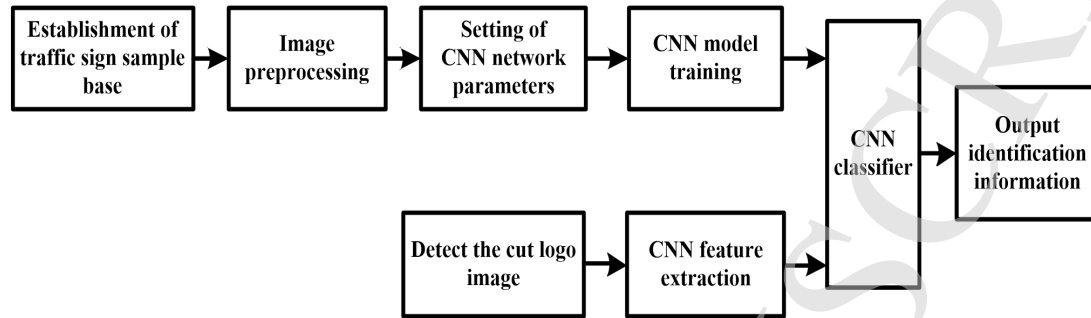 Establishment of
traffic sign sample
base
Image
preprocessing
Setting of
CNN network
parameters
CNN model
training
CNN
classifier
Output
identification
information
Detect the cut logo
image
CNN feature
extraction
SCR